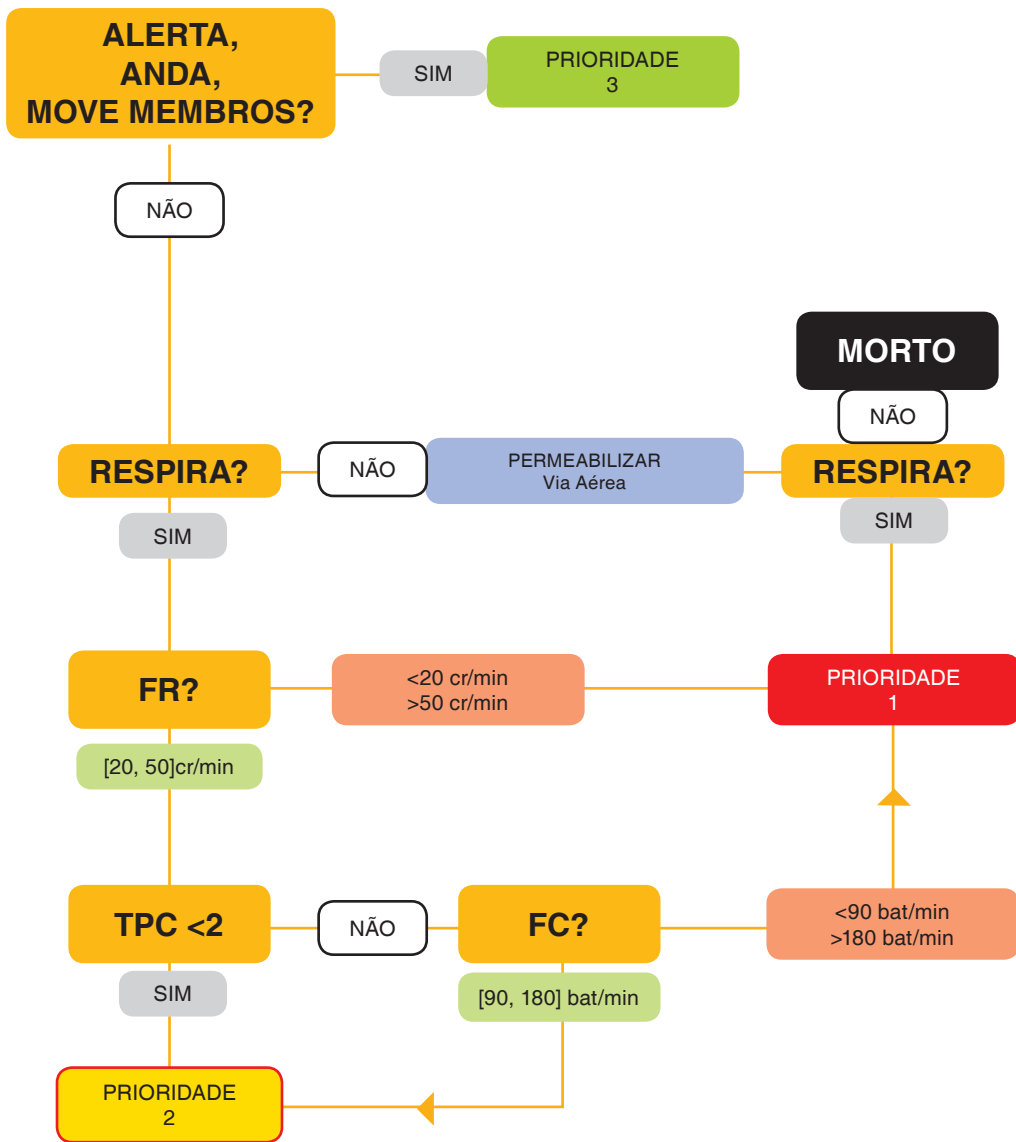 ALERTA,
ANDA,
MOVE MEMBROS?
SIM
PRIORIDADE
3
NÃO
MORTO
NÃO
RESPIRA?
NÃO
PERMEABILIZAR
Via Aérea
RESPIRA?
SIM
SIM
FR?
<20 cr/min
>50 cr/min
PRIORIDADE
1
[20, 50]cr/min
TPC <2
NÃO
FC?
<90 bat/min
>180 bat/min
SIM
[90, 180] bat/min
PRIORIDADE
2